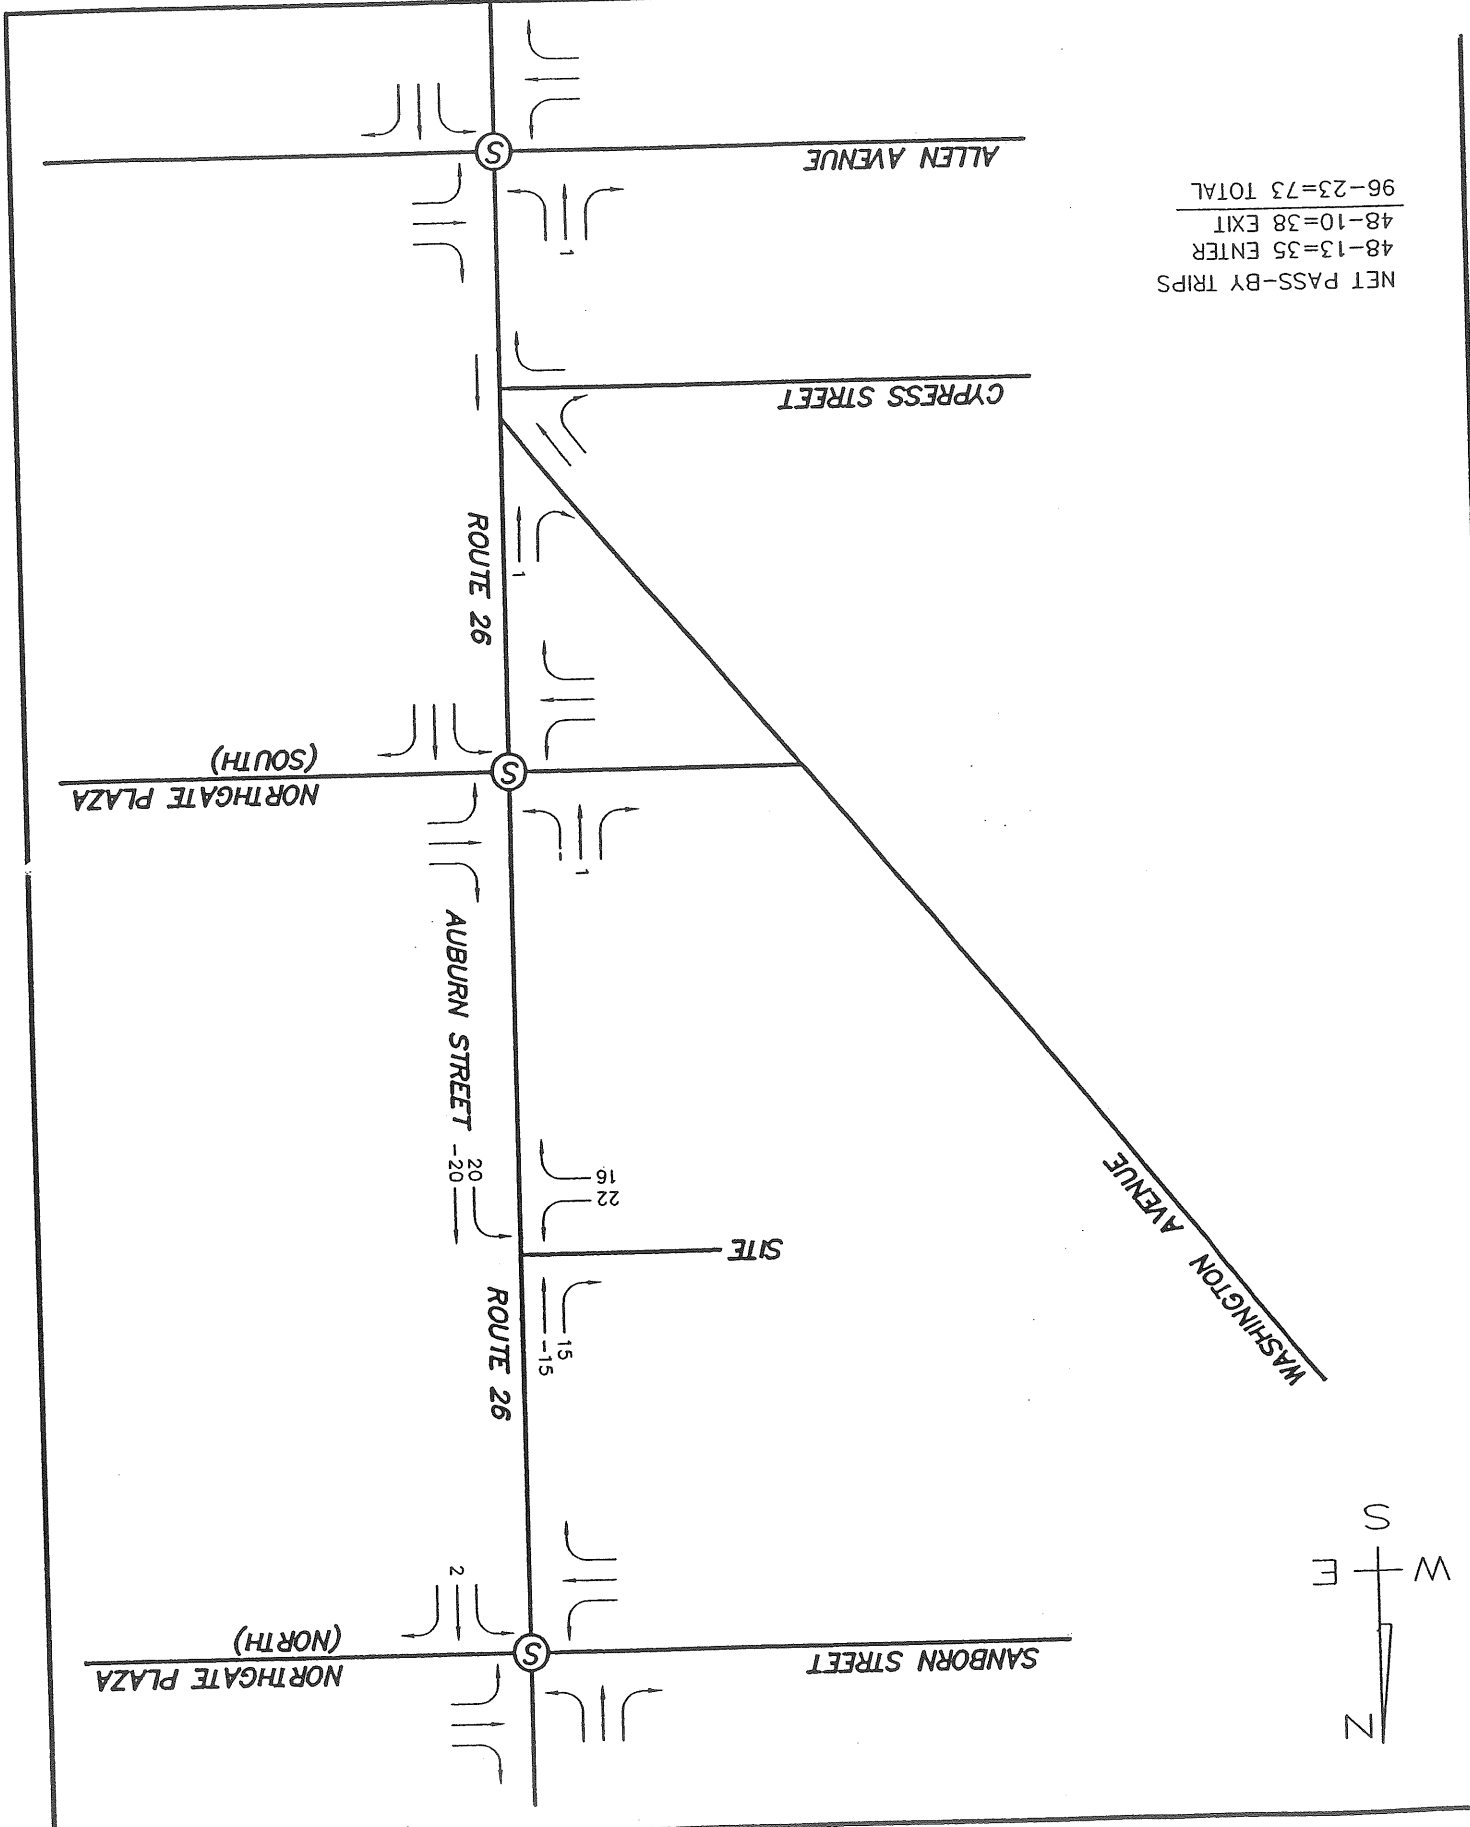 N
W E
S
SANBORN STREET
NORTHGATE PLAZA
(NORTH)
S
2
ROUTE 26
15
-15
SITE
22
16
20
-20
AUBURN STREET
WASHINGTON AVENUE
NORTHGATE PLAZA
(SOUTH)
S
1
1
ROUTE 26
CYPRESS STREET
NET PASS-BY TRIPS
48-13=35 ENTER
48-10=38 EXIT
96-23=73 TOTAL
1
ALLEN AVENUE
S